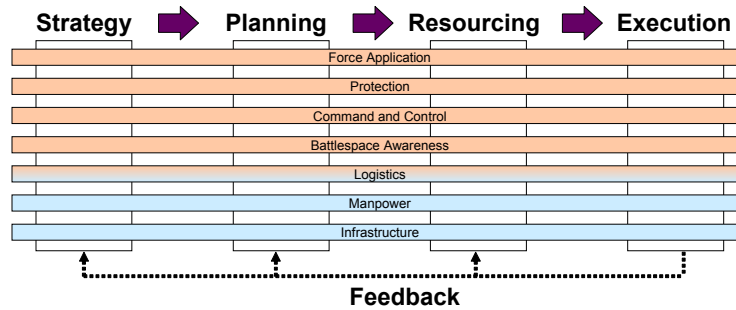 Strategy Planning Resourcing Execution
Force Application
Protection
Command and Control
Battlespace Awareness
Logistics
Manpower
Infrastructure
Feedback